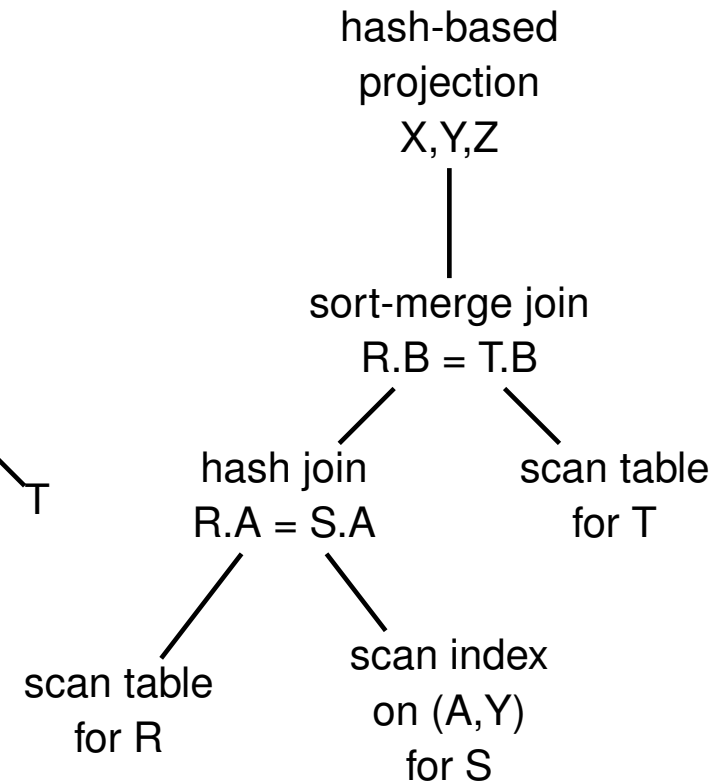 hash-based
projection
X,Y,Z
sort-merge join
R.B = T.B
hash join
R.A = S.A
scan table
for T
T
scan table
for R
scan index
on (A,Y)
for S